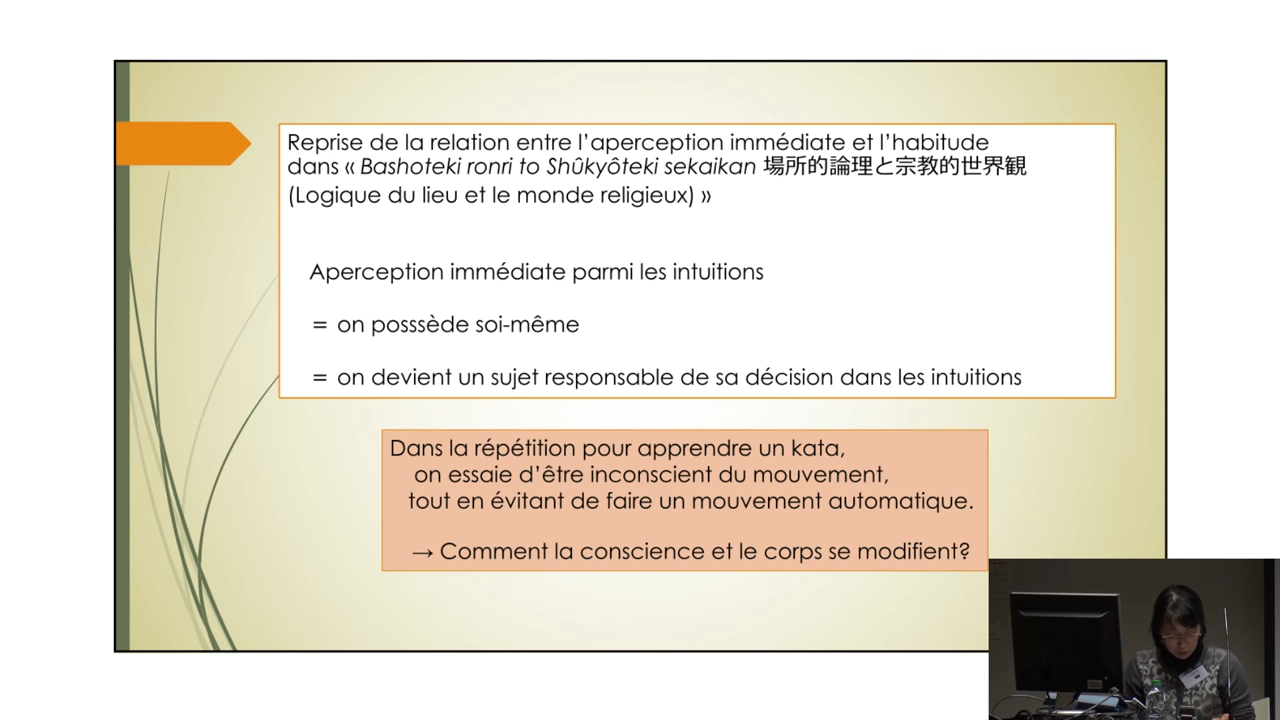 Reprise de la relation entre l'aperception immédiate et l'habitude
dans « Bashoteki ronri to Shûkyôteki sekaikan 場所的論理と宗教的世界観
(Logique du lieu et le monde religieux) »
Aperception immédiate parmi les intuitions
= on posssède soi-même
= on devient un sujet responsable de sa décision dans les intuitions
Dans la répétition pour apprendre un kata,
on essaie d'être inconscient du mouvement,
tout en évitant de faire un mouvement automatique.
→ Comment la conscience et le corps se modifient?